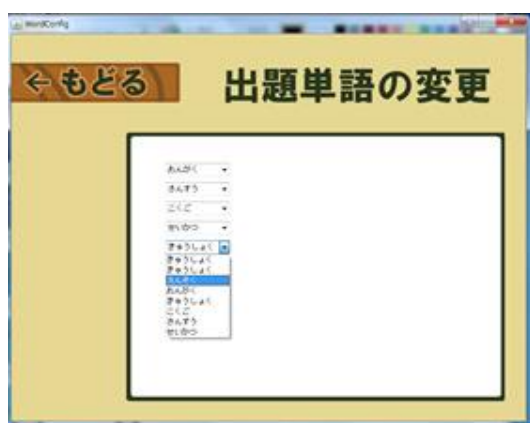 WordConfig
←もどる
出題単語の変更
おんがく
さんすう
こくご
せいかつ
きゅうしょく
きゅうしょく
きゅうしょく
おんがく
きゅうしょく
こくご
さんすう
せいかつ